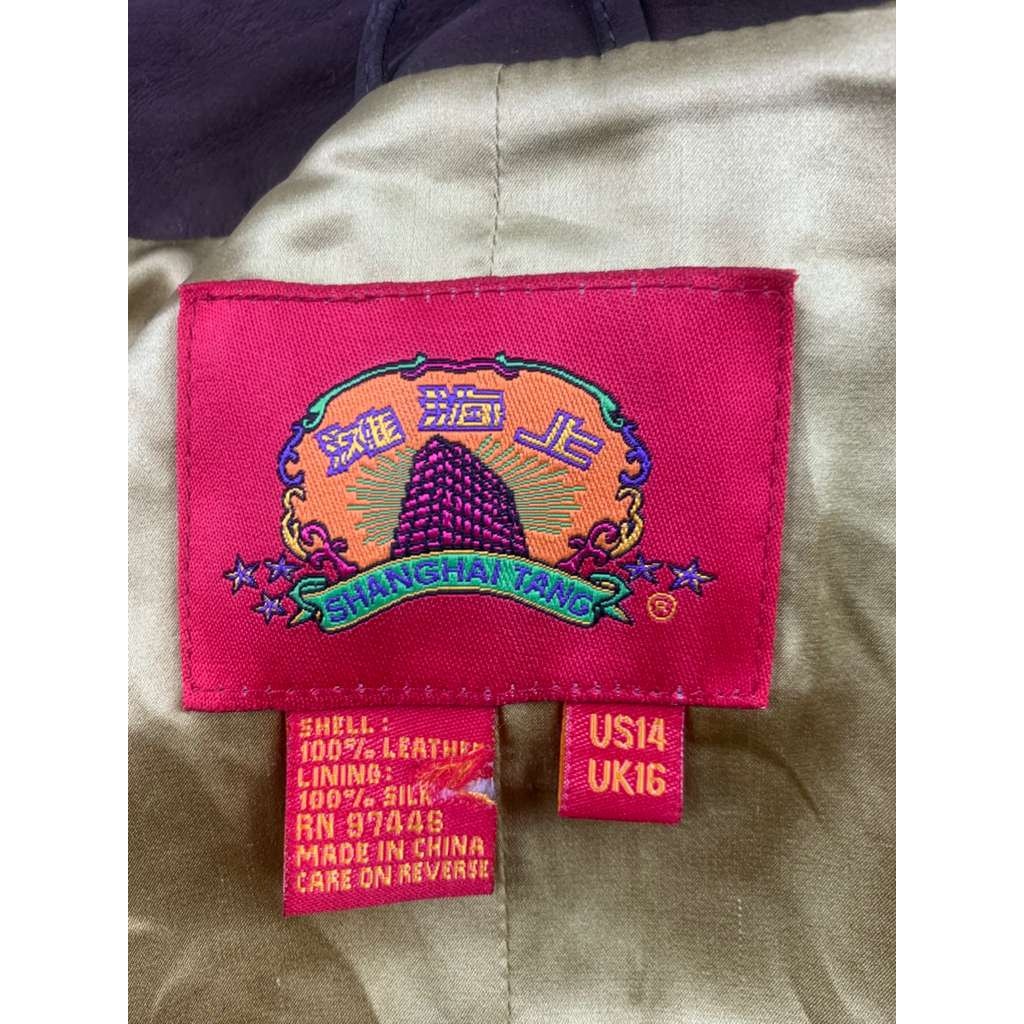 上海灘
SHANGHAI TANG
®
SHELL:
100% LEATHER
LINING:
100% SILK
RN 97446
MADE IN CHINA
CARE ON REVERSE
US14
UK16